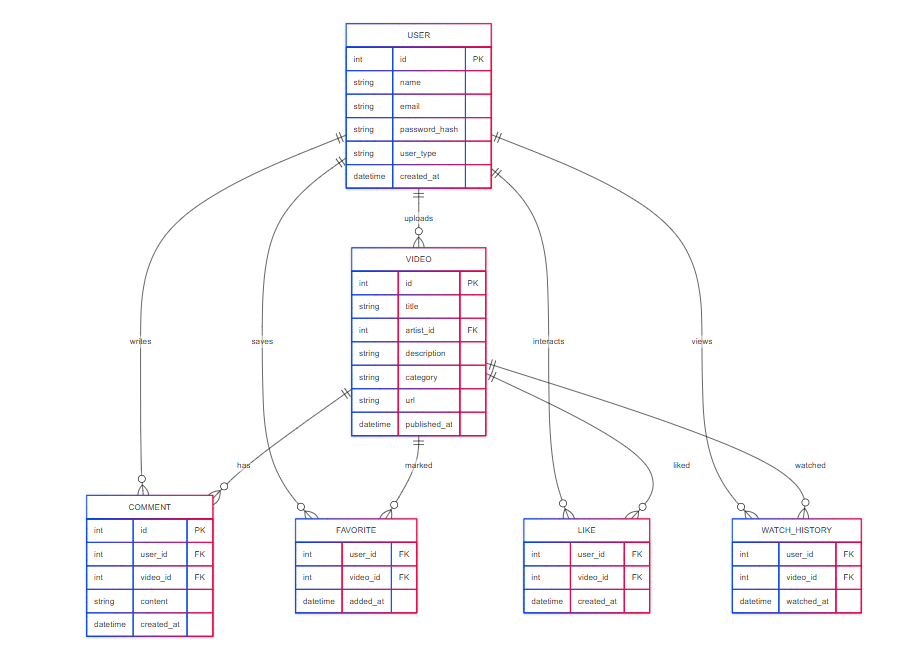 USER
int id PK
string name
string email
string password_hash
string user_type
datetime created_at
uploads
VIDEO
int id PK
string title
int artist_id FK
string description
string category
string url
datetime published_at
writes
saves
interacts
views
has
marked
liked
watched
COMMENT
int id PK
int user_id FK
int video_id FK
string content
datetime created_at
FAVORITE
int user_id FK
int video_id FK
datetime added_at
LIKE
int user_id FK
int video_id FK
datetime created_at
WATCH_HISTORY
int user_id FK
int video_id FK
datetime watched_at